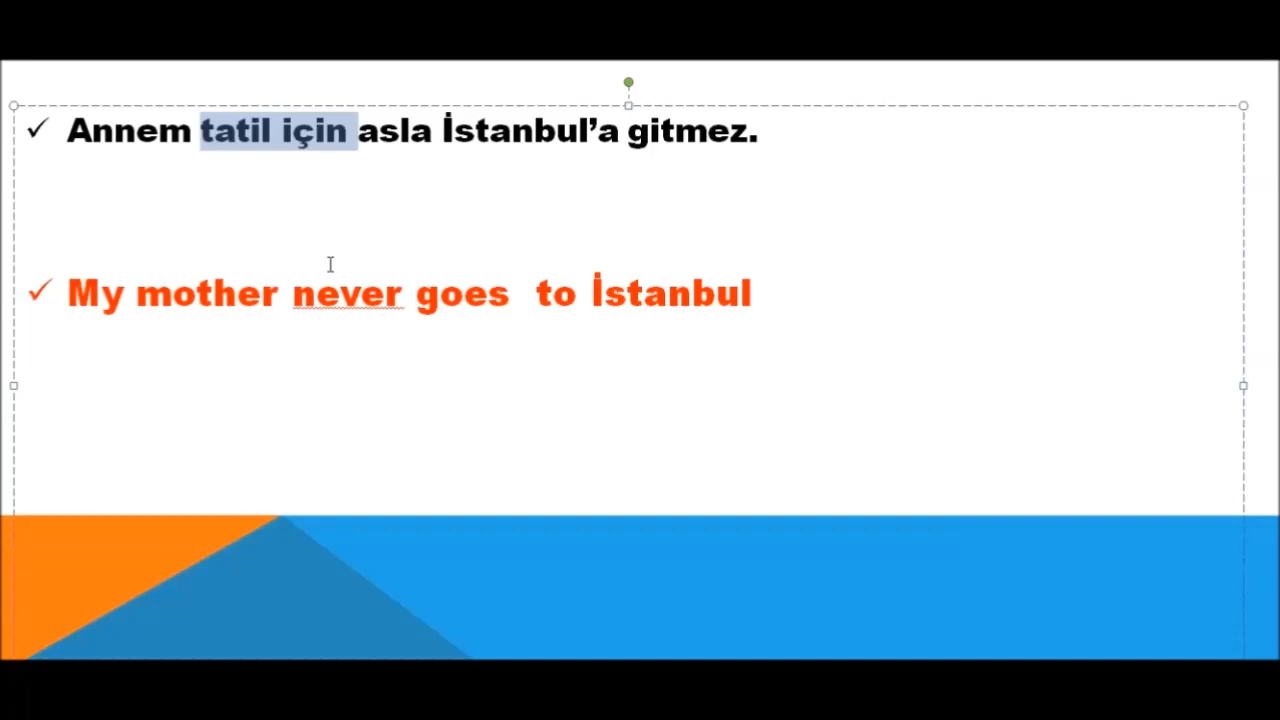 Annem tatil için asla İstanbul’a gitmez.
My mother never goes to İstanbul